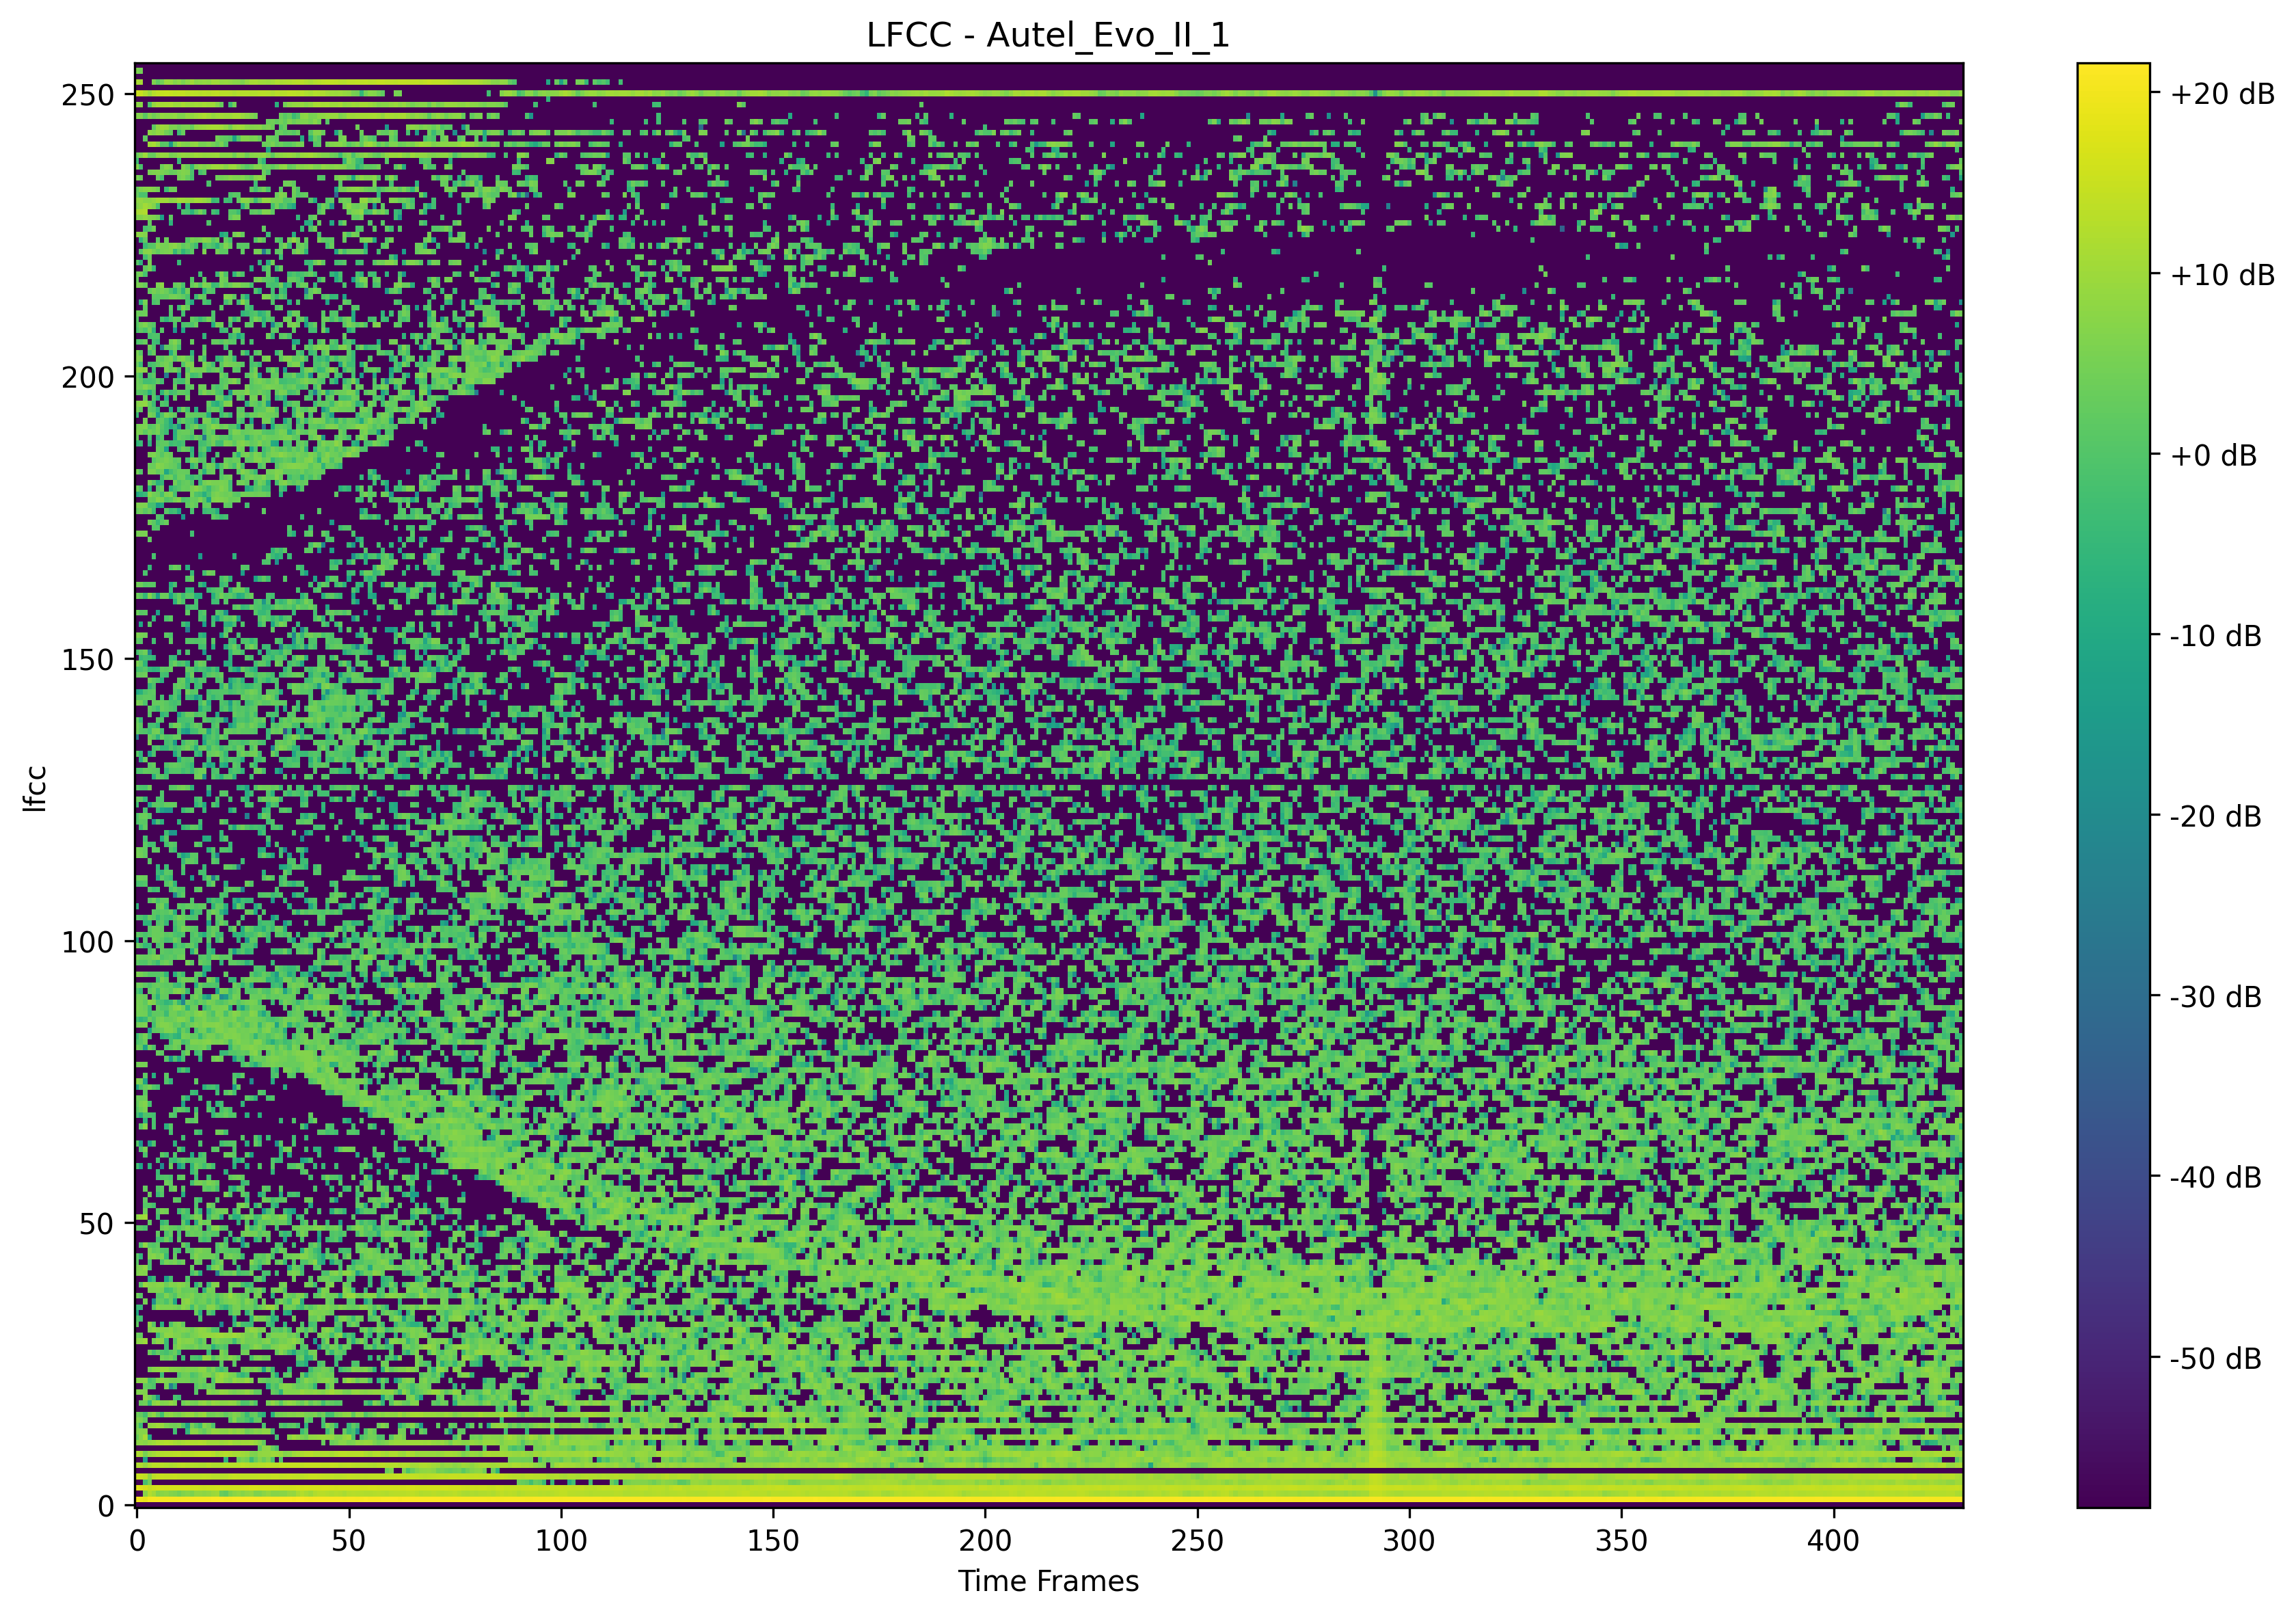 LFCC - Autel_Evo_II_1
250
200
150
100
50
0
lfcc
0 50 100 150 200 250 300 350 400
Time Frames
+20 dB
+10 dB
+0 dB
-10 dB
-20 dB
-30 dB
-40 dB
-50 dB